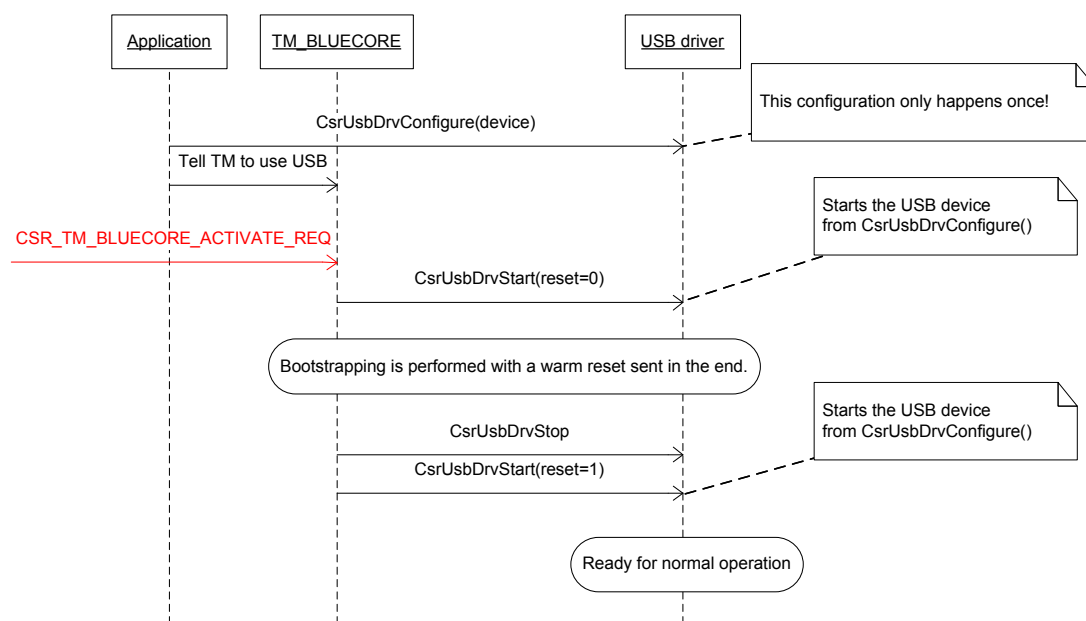 Application
TM_BLUECORE
USB driver
This configuration only happens once!
CsrUsbDrvConfigure(device)
Tell TM to use USB
Starts the USB device
from CsrUsbDrvConfigure()
CSR_TM_BLUECORE_ACTIVATE_REQ
CsrUsbDrvStart(reset=0)
Bootstrapping is performed with a warm reset sent in the end.
Starts the USB device
from CsrUsbDrvConfigure()
CsrUsbDrvStop
CsrUsbDrvStart(reset=1)
Ready for normal operation